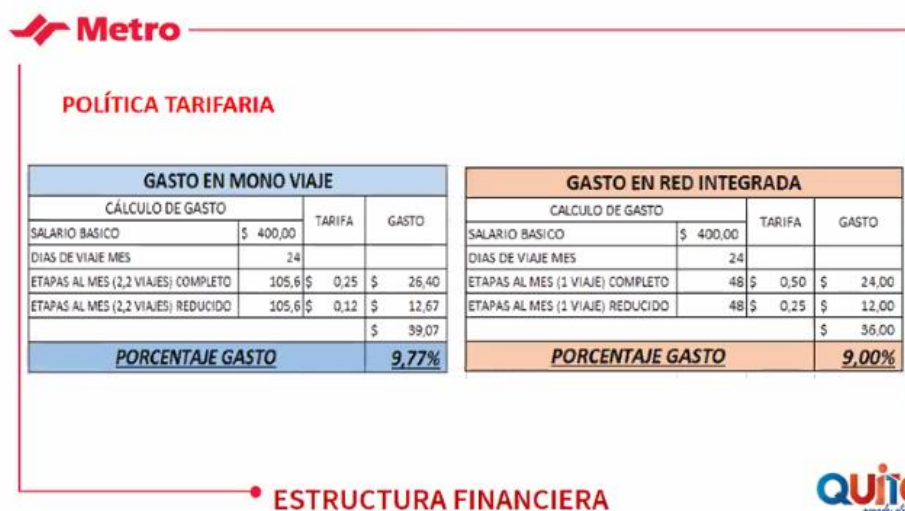 Metro
POLÍTICA TARIFARIA
GASTO EN MONO VIAJE
CÁLCULO DE GASTO TARIFA GASTO
SALARIO BASICO $ 400,00
DIAS DE VIAJE MES 24
ETAPAS AL MES (2,2 VIAJES) COMPLETO 105,6 $ 0,25 $ 26,40
ETAPAS AL MES (2,2 VIAJES) REDUCIDO 105,6 $ 0,12 $ 12,67
$ 39,07
PORCENTAJE GASTO 9,77%
GASTO EN RED INTEGRADA
CALCULO DE GASTO TARIFA GASTO
SALARIO BASICO $ 400,00
DIAS DE VIAJE MES 24
ETAPAS AL MES (1 VIAJE) COMPLETO 48 $ 0,50 $ 24,00
ETAPAS AL MES (1 VIAJE) REDUCIDO 48 $ 0,25 $ 12,00
$ 36,00
PORCENTAJE GASTO 9,00%
ESTRUCTURA FINANCIERA
QUITO